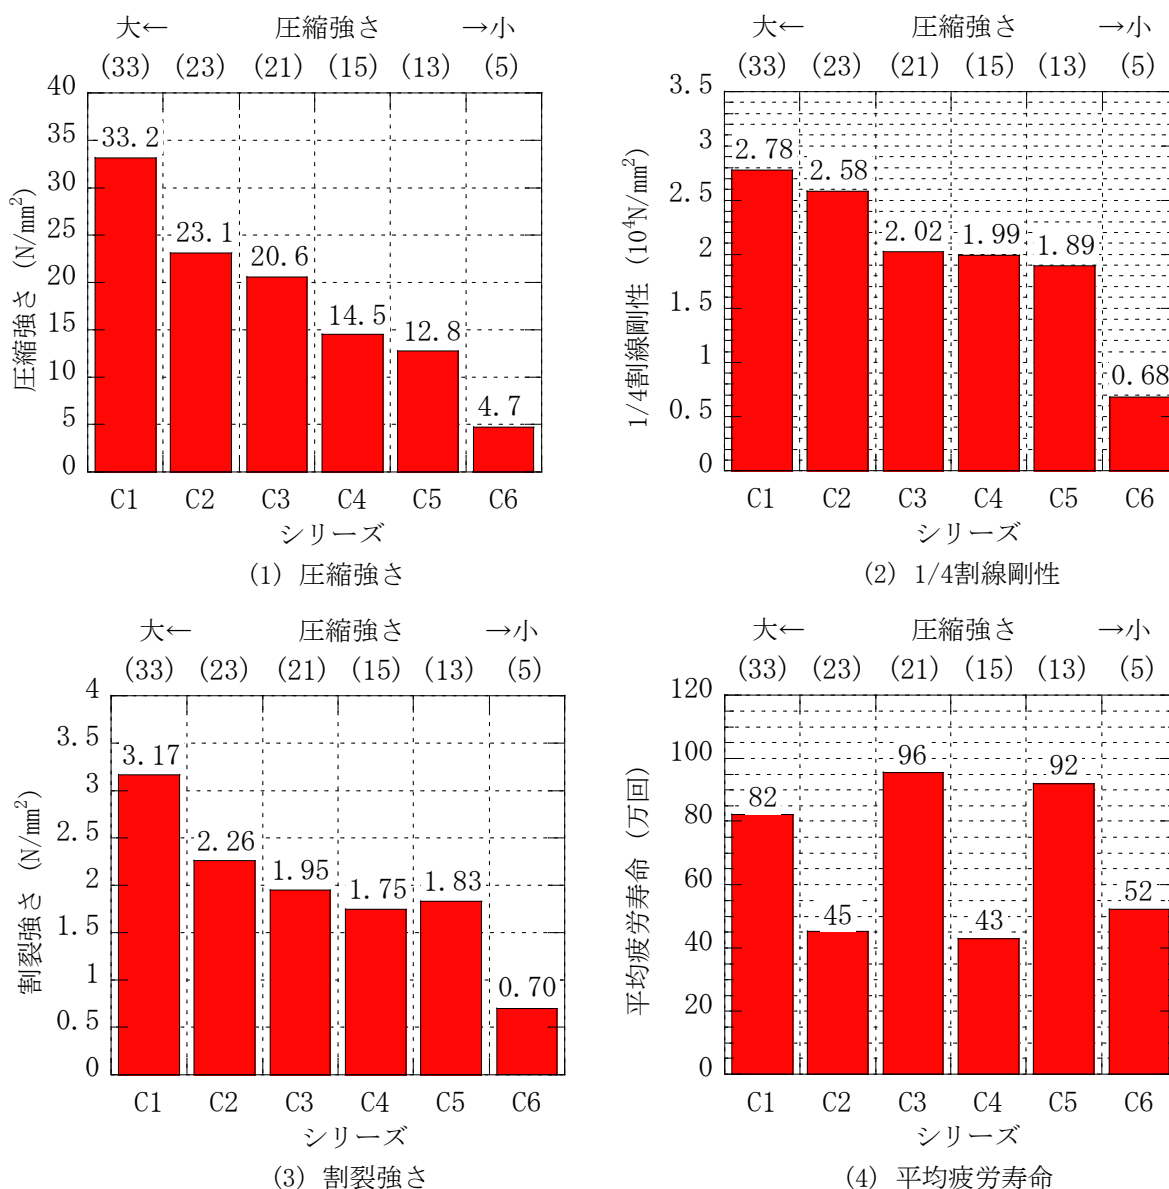 大← 圧縮強さ →小
(33) (23) (21) (15) (13) (5)
圧縮強さ (N/mm²)
40
35
30
25
20
15
10
5
0
33.2
23.1
20.6
14.5
12.8
4.7
C1 C2 C3 C4 C5 C6
シリーズ
(1) 圧縮強さ
大← 圧縮強さ →小
(33) (23) (21) (15) (13) (5)
1/4割線剛性 (10⁴N/mm²)
3.5
3
2.5
2
1.5
1
0.5
0
2.78
2.58
2.02
1.99
1.89
0.68
C1 C2 C3 C4 C5 C6
シリーズ
(2) 1/4割線剛性
大← 圧縮強さ →小
(33) (23) (21) (15) (13) (5)
割裂強さ (N/mm²)
4
3.5
3
2.5
2
1.5
1
0.5
0
3.17
2.26
1.95
1.75
1.83
0.70
C1 C2 C3 C4 C5 C6
シリーズ
(3) 割裂強さ
大← 圧縮強さ →小
(33) (23) (21) (15) (13) (5)
平均疲労寿命 (万回)
120
100
80
60
40
20
0
82
45
96
43
92
52
C1 C2 C3 C4 C5 C6
シリーズ
(4) 平均疲労寿命